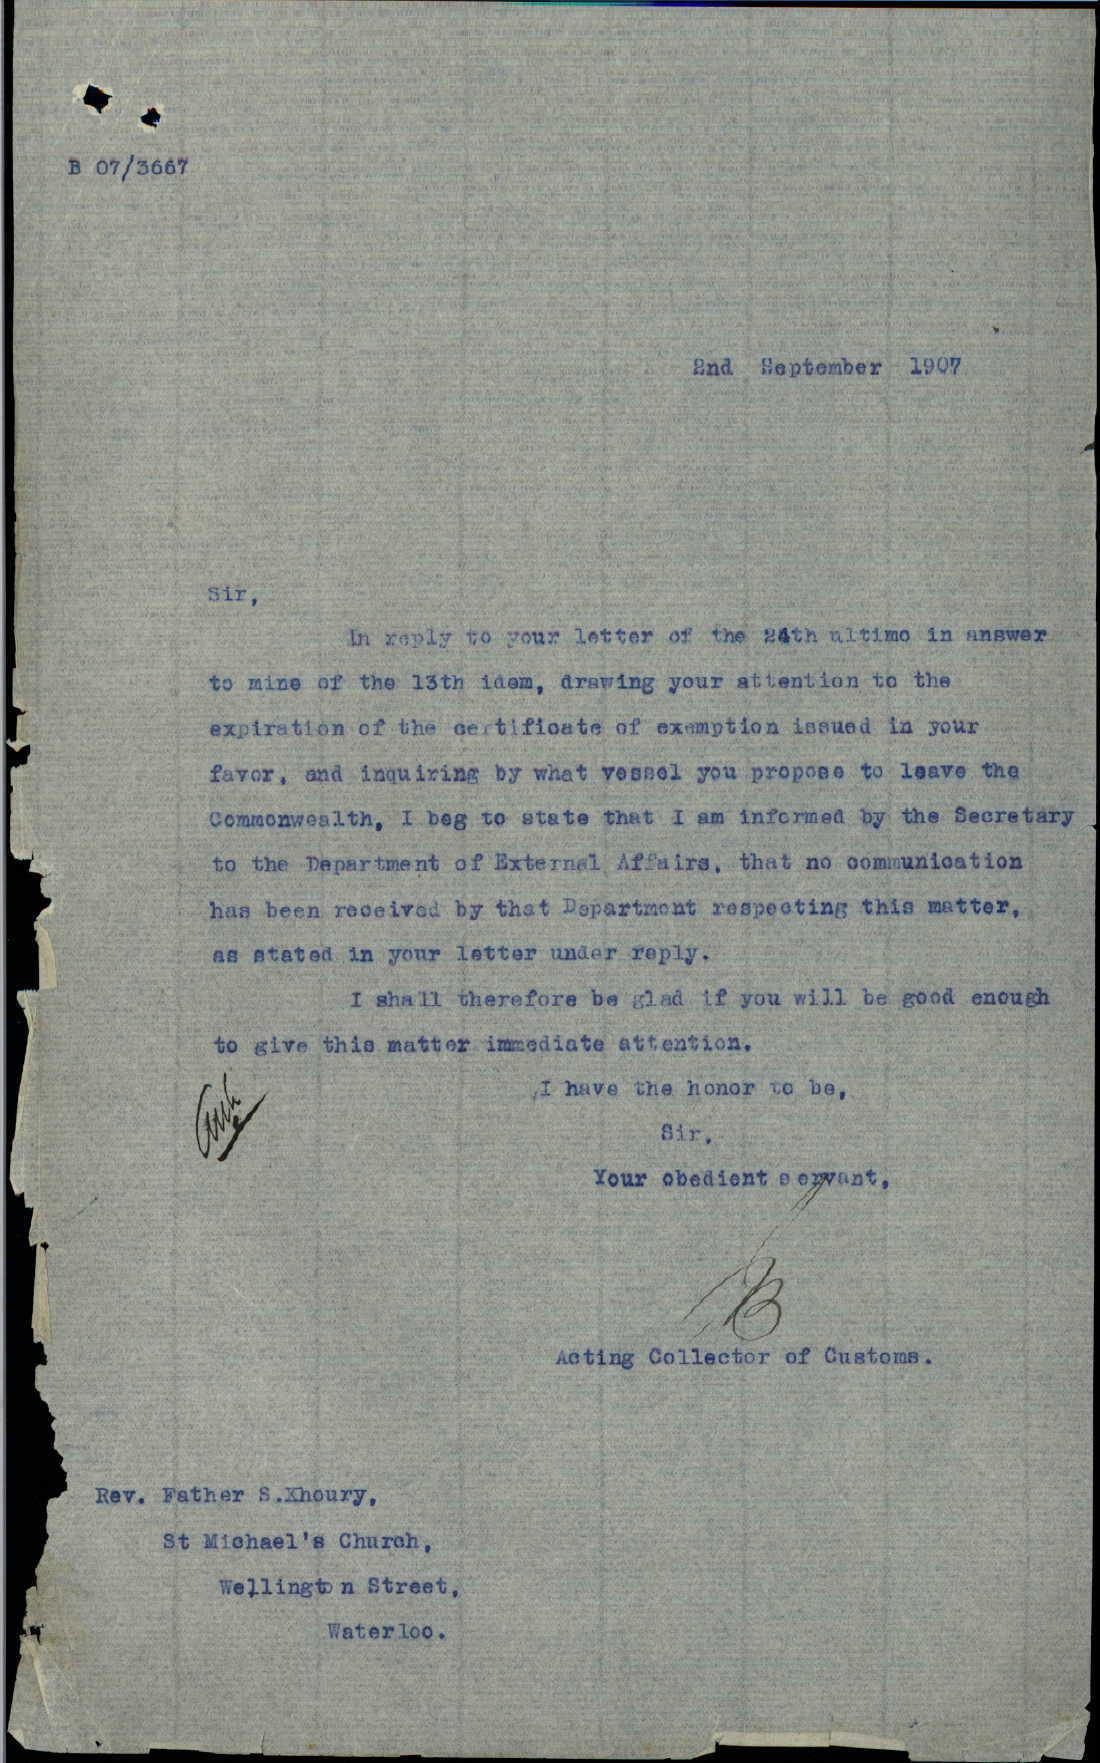 B 07/3667
2nd September 1907
Sir,
In reply to your letter of the 24th ultimo in answer
to mine of the 13th idem, drawing your attention to the
expiration of the certificate of exemption issued in your
favor, and inquiring by what vessel you propose to leave the
Commonwealth, I beg to state that I am informed by the Secretary
to the Department of External Affairs, that no communication
has been received by that Department respecting this matter,
as stated in your letter under reply.
I shall therefore be glad if you will be good enough
to give this matter immediate attention.
I have the honor to be,
Sir,
Your obedient servant,
Acting Collector of Customs.
Rev. Father S.Khoury,
St Michael's Church,
Wellington Street,
Waterloo.